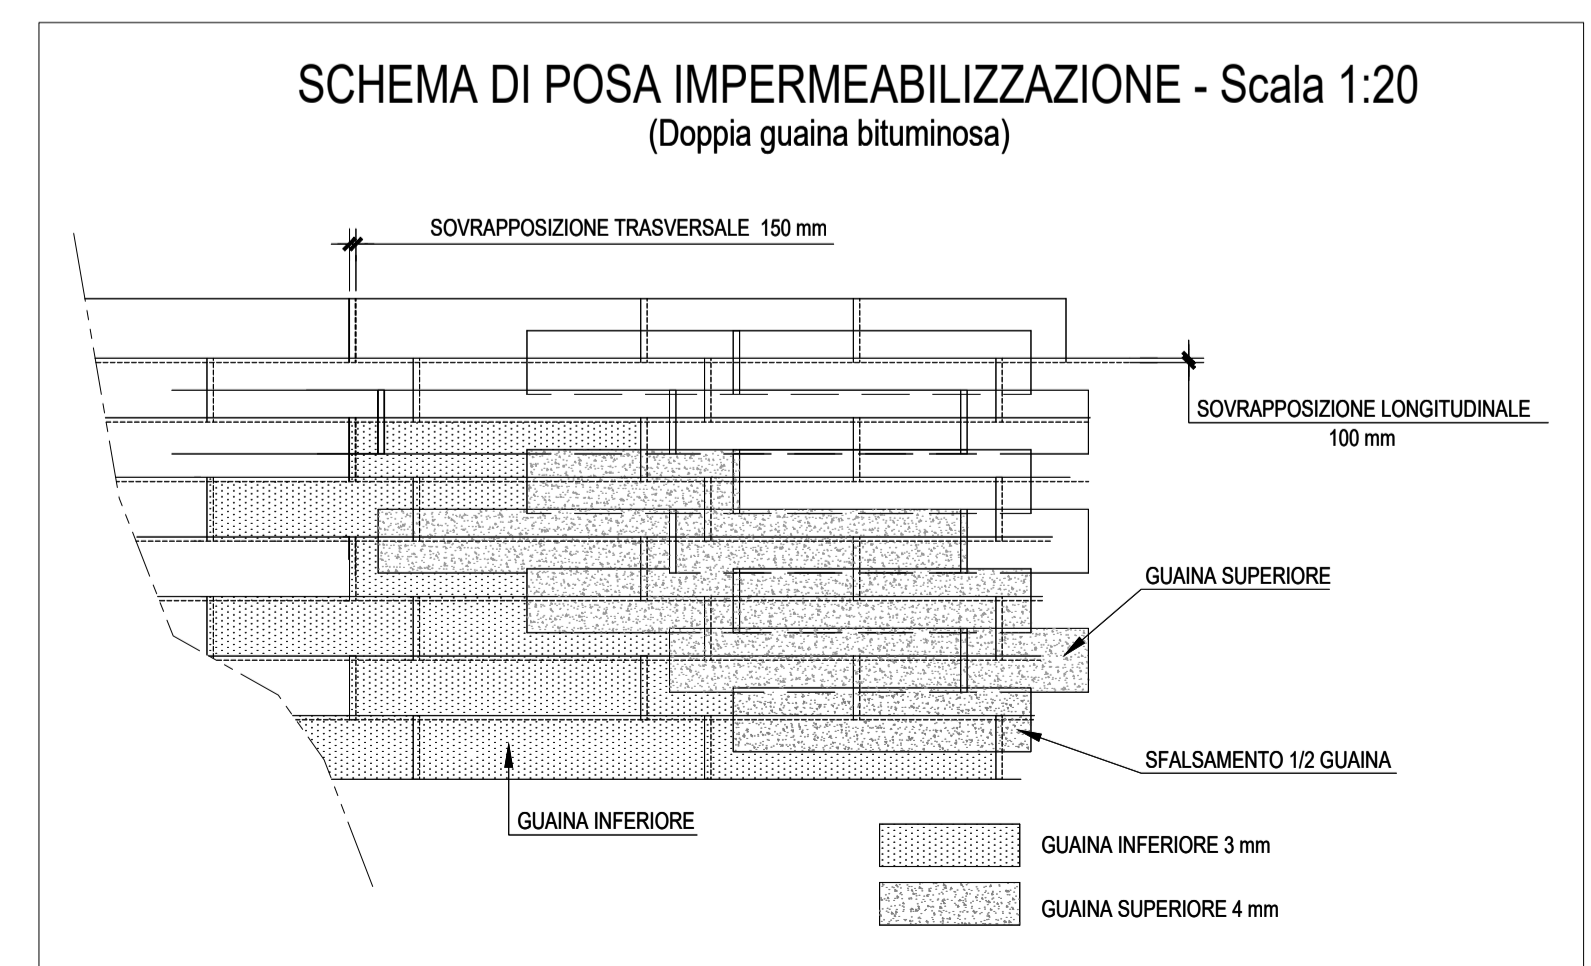 SCHEMA DI POSA IMPERMEABILIZZAZIONE - Scala 1:20
(Doppia guaina bituminosa)
SOVRAPPOSIZIONE TRASVERSALE 150 mm
SOVRAPPOSIZIONE LONGITUDINALE
100 mm
GUAINA SUPERIORE
SFALSAMENTO 1/2 GUAINA
GUAINA INFERIORE
GUAINA INFERIORE 3 mm
GUAINA SUPERIORE 4 mm